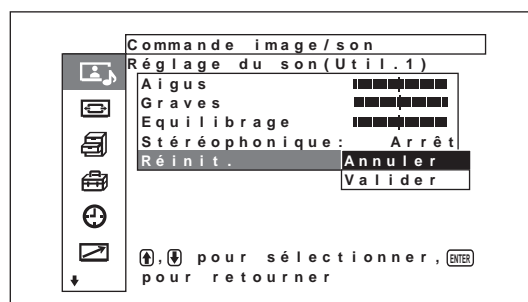 Commande image/son
Réglage du son(Util.1)
Aigus
Graves
Equilibrage
Stéréophonique: Arrêt
Réinit. Annuler
Valider
, pour sélectionner, ENTER
pour retourner